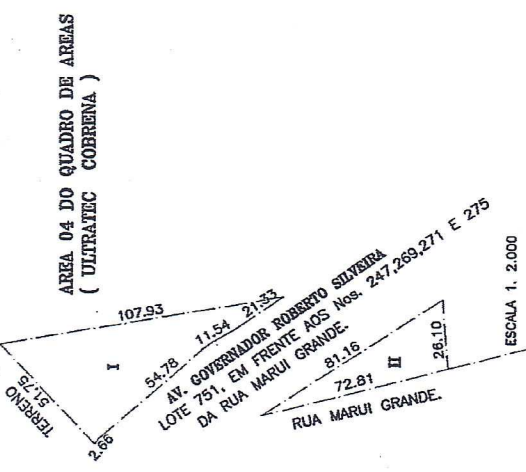 AREA 04 DO QUADRO DE AREAS
( ULTRATEC COBRENA )
TERRENO
51.75
107.93
I
2.66
54.78
11.54
21.33
AV. GOVERNADOR ROBERTO SILVEIRA
LOTE 751, EM FRENTE AOS Nos. 247,269,271 E 275
DA RUA MARUI GRANDE.
81.16
72.81
II
26.10
RUA MARUI GRANDE.
ESCALA 1. 2.000